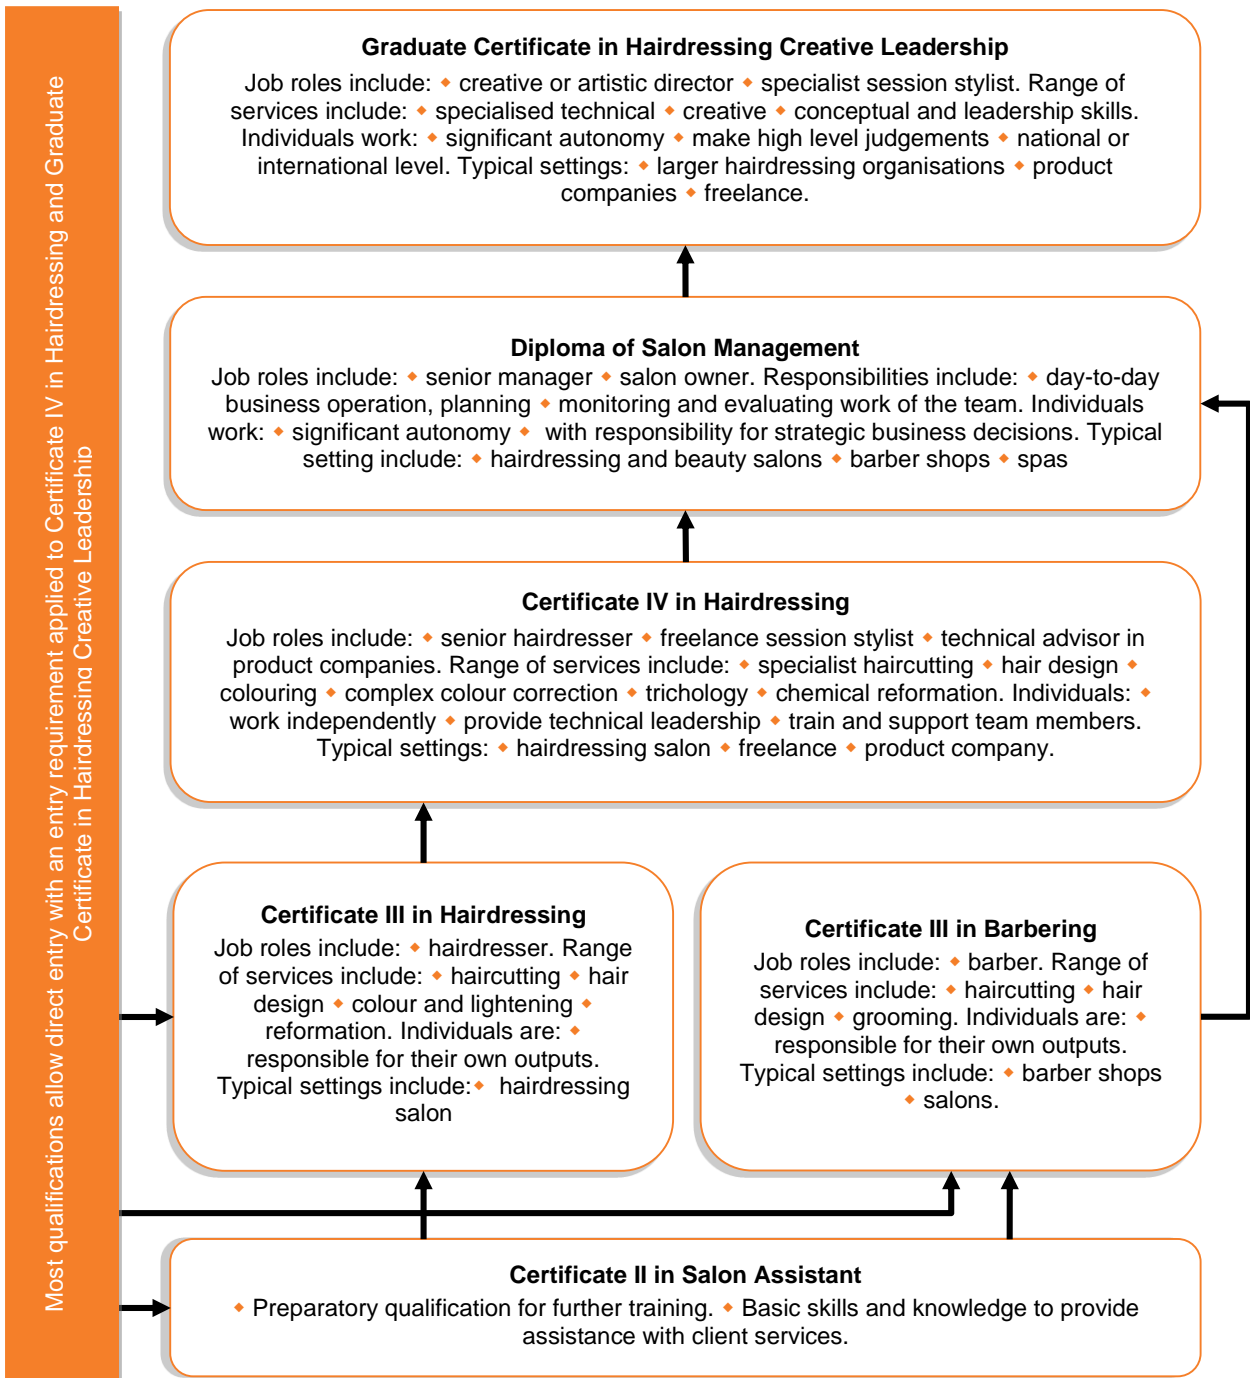 Most qualifications allow direct entry with an entry requirement applied to Certificate IV in Hairdressing and Graduate
Certificate in Hairdressing Creative Leadership
Graduate Certificate in Hairdressing Creative Leadership
Job roles include: ◆ creative or artistic director ◆ specialist session stylist. Range of
services include: ◆ specialised technical ◆ creative ◆ conceptual and leadership skills.
Individuals work: ◆ significant autonomy ◆ make high level judgements ◆ national or
international level. Typical settings: ◆ larger hairdressing organisations ◆ product
companies ◆ freelance.
Diploma of Salon Management
Job roles include: ◆ senior manager ◆ salon owner. Responsibilities include: ◆ day-to-day
business operation, planning ◆ monitoring and evaluating work of the team. Individuals
work: ◆ significant autonomy ◆ with responsibility for strategic business decisions. Typical
setting include: ◆ hairdressing and beauty salons ◆ barber shops ◆ spas
Certificate IV in Hairdressing
Job roles include: ◆ senior hairdresser ◆ freelance session stylist ◆ technical advisor in
product companies. Range of services include: ◆ specialist haircutting ◆ hair design ◆
colouring ◆ complex colour correction ◆ trichology ◆ chemical reformation. Individuals: ◆
work independently ◆ provide technical leadership ◆ train and support team members.
Typical settings: ◆ hairdressing salon ◆ freelance ◆ product company.
Certificate III in Hairdressing
Job roles include: ◆ hairdresser. Range
of services include: ◆ haircutting ◆ hair
design ◆ colour and lightening ◆
reformation. Individuals are: ◆
responsible for their own outputs.
Typical settings include:◆ hairdressing
salon
Certificate III in Barbering
Job roles include: ◆ barber. Range of
services include: ◆ haircutting ◆ hair
design ◆ grooming. Individuals are: ◆
responsible for their own outputs.
Typical settings include: ◆ barber shops
◆ salons.
Certificate II in Salon Assistant
◆ Preparatory qualification for further training. ◆ Basic skills and knowledge to provide
assistance with client services.